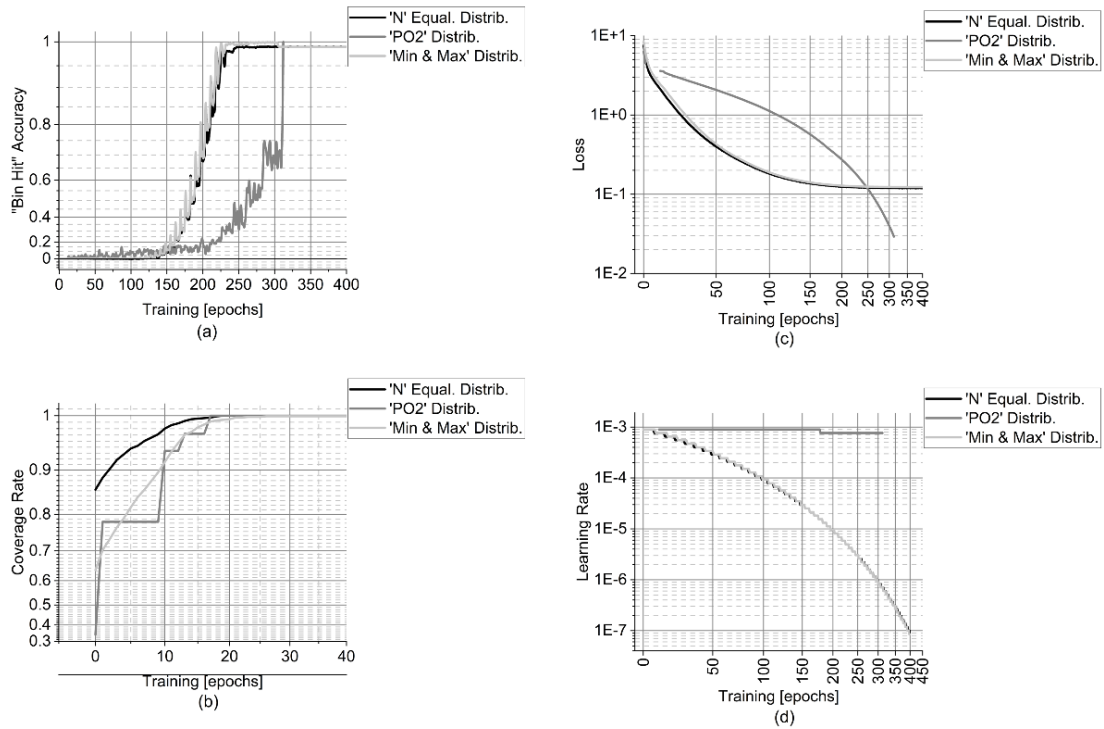 'N' Equal. Distrib.
'PO2' Distrib.
'Min & Max' Distrib.
1
0.8
0.6
0.4
0.2
0
"Bin Hit" Accuracy
0 50 100 150 200 250 300 350 400
Training [epochs]
(a)
'N' Equal. Distrib.
'PO2' Distrib.
'Min & Max' Distrib.
1E+1
1E+0
1E-1
1E-2
Loss
0 50 100 150 200 250 300 350 400
Training [epochs]
(c)
'N' Equal. Distrib.
'PO2' Distrib.
'Min & Max' Distrib.
1
0.9
0.8
0.7
0.6
0.5
0.4
0.3
Coverage Rate
0 10 20 30 40
Training [epochs]
(b)
'N' Equal. Distrib.
'PO2' Distrib.
'Min & Max' Distrib.
1E-3
1E-4
1E-5
1E-6
1E-7
Learning Rate
0 50 100 150 200 250 300 350 400 450
Training [epochs]
(d)